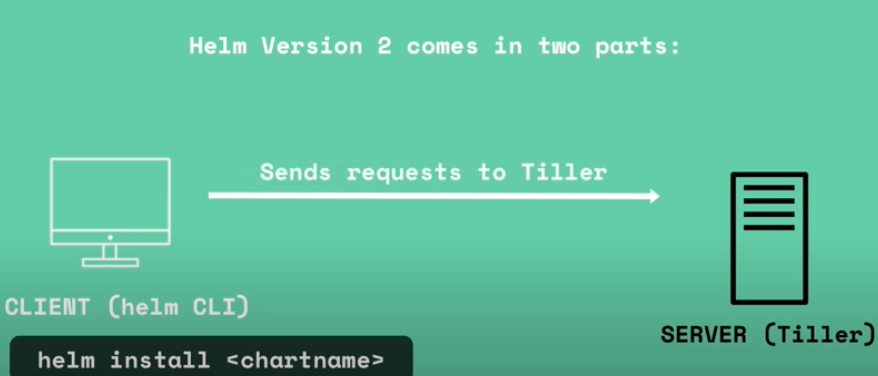 Helm Version 2 comes in two parts:
Sends requests to Tiller
CLIENT (helm CLI)
SERVER (Tiller)
helm install <chartname>